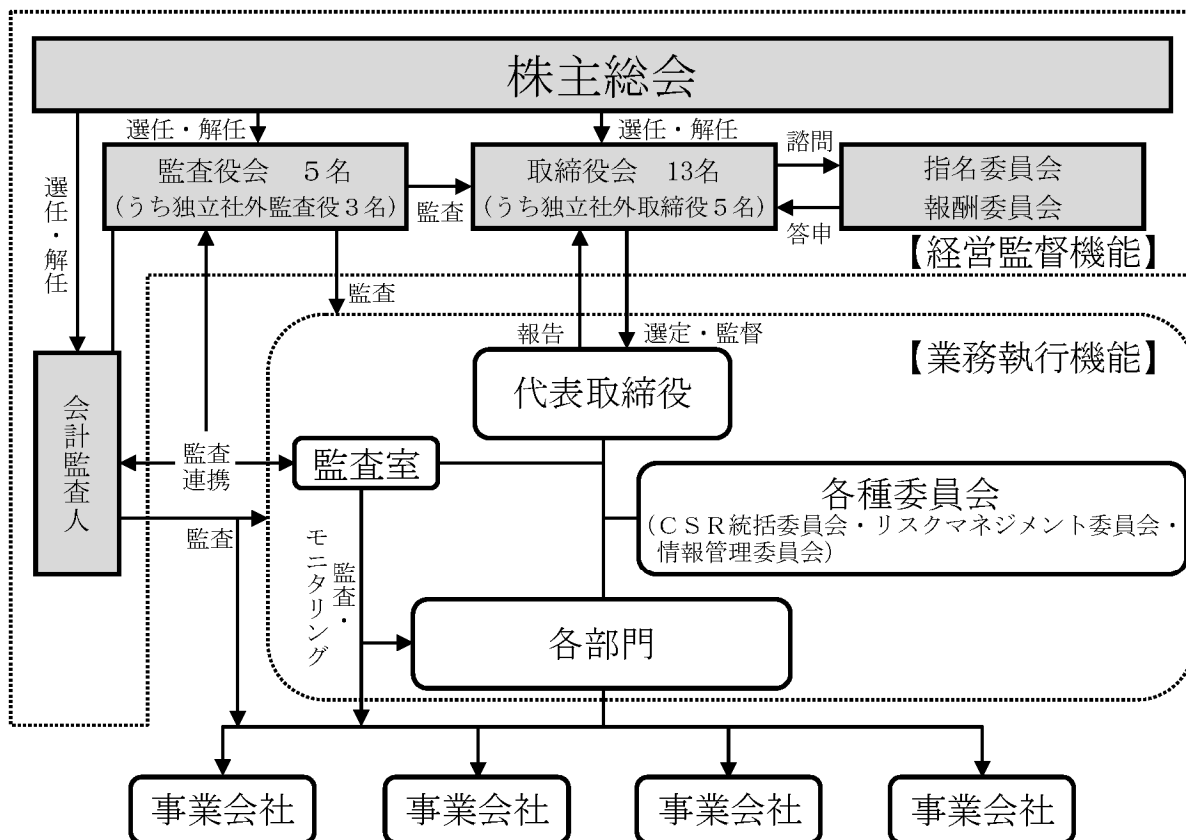 株主総会
選任・解任
選任・解任
選任・解任
監査役会　５名
（うち独立社外監査役３名）
監査
取締役会　13名
（うち独立社外取締役５名）
諮問
答申
指名委員会
報酬委員会
【経営監督機能】
監査
報告
選定・監督
【業務執行機能】
代表取締役
会計監査人
監査
連携
監査室
各種委員会
（ＣＳＲ統括委員会・リスクマネジメント委員会・
情報管理委員会）
監査
監査・
モニタリング
各部門
事業会社
事業会社
事業会社
事業会社